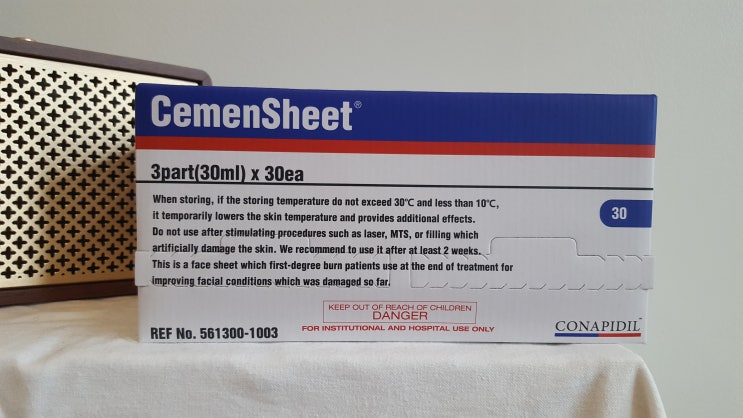 CemenSheet®
3part(30ml) x 30ea
When storing, if the storing temperature do not exceed 30℃ and less than 10℃,
it temporarily lowers the skin temperature and provides additional effects.
30
Do not use after stimulating procedures such as laser, MTS, or filling which
artificially damage the skin. We recommend to use it after at least 2 weeks.
This is a face sheet which first-degree burn patients use at the end of treatment for
improving facial conditions which was damaged so far.
KEEP OUT OF REACH OF CHILDREN
DANGER
FOR INSTITUTIONAL AND HOSPITAL USE ONLY
REF No. 561300-1003
CONAPIDIL™